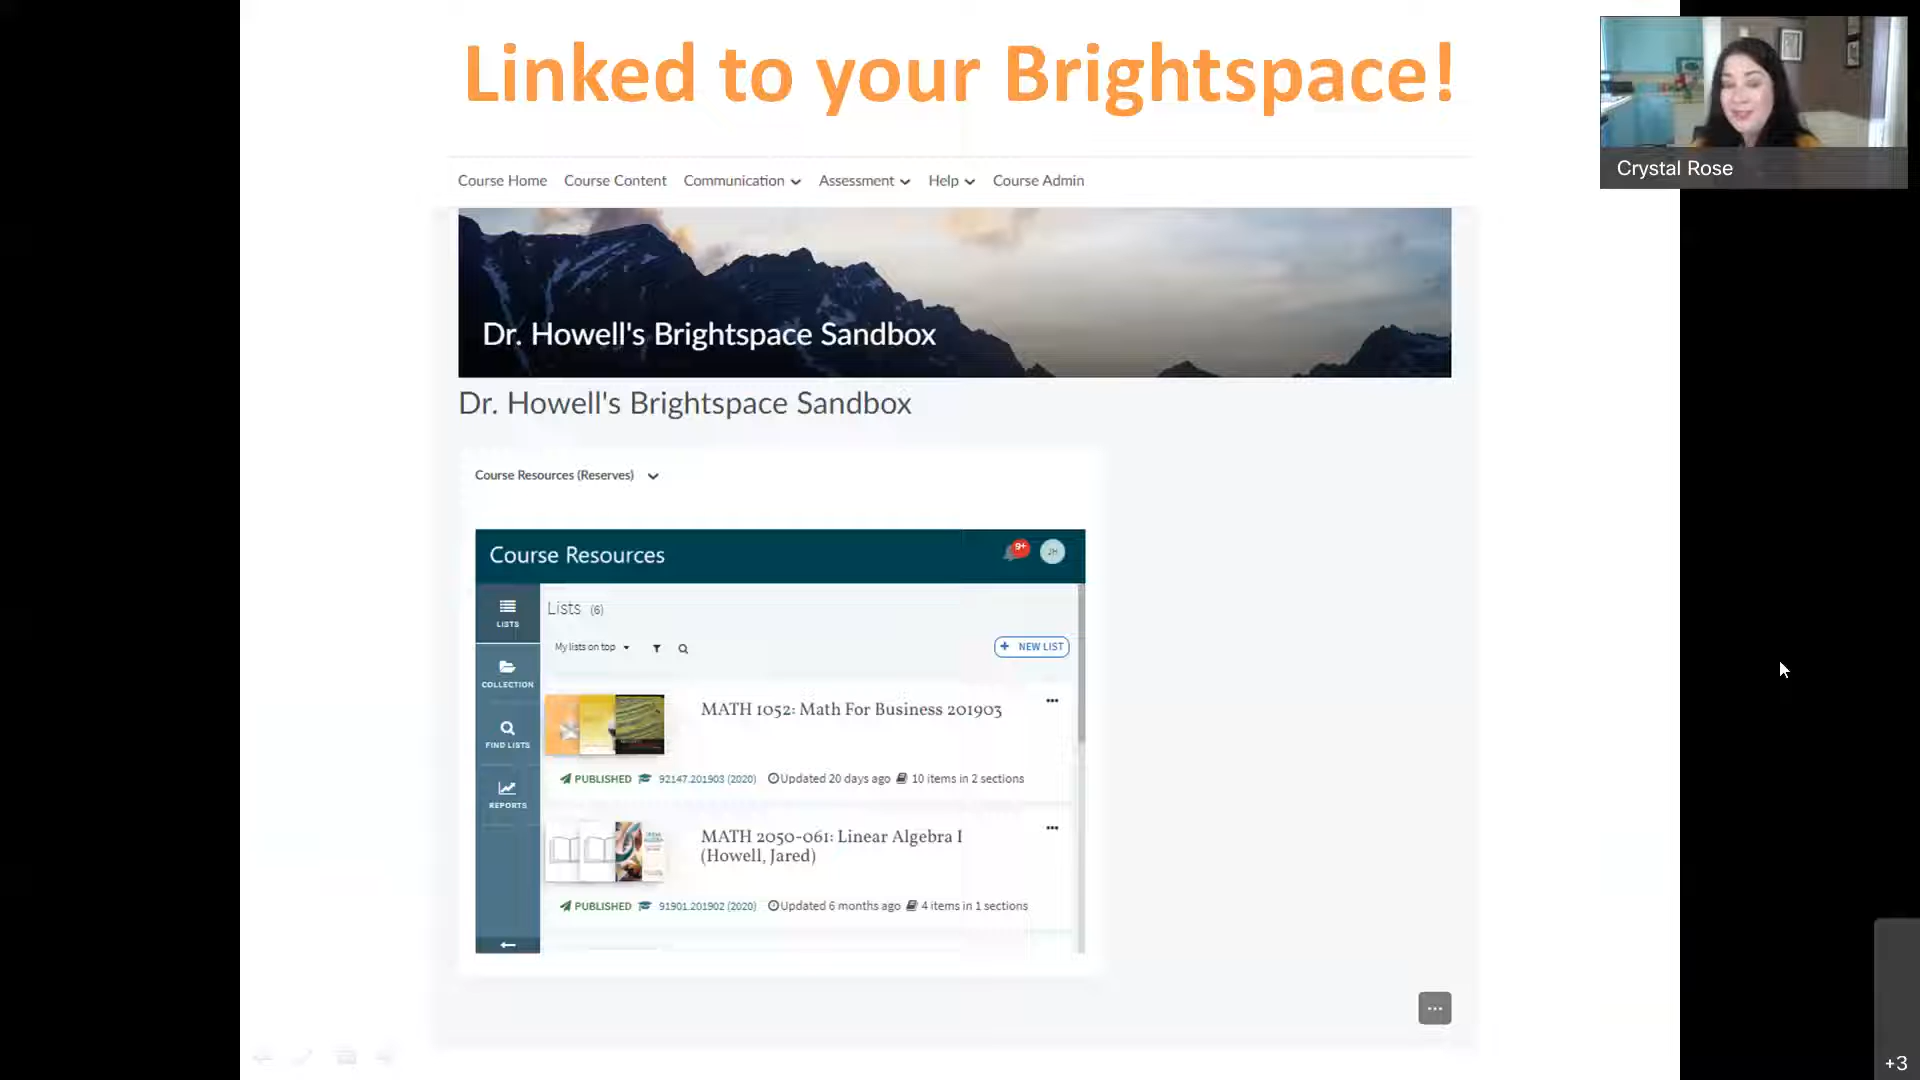 Linked to your Brightspace!
Crystal Rose
Course Home Course Content Communication Assessment Help Course Admin
Dr. Howell's Brightspace Sandbox
Dr. Howell's Brightspace Sandbox
Course Resources (Reserves)
Course Resources 9+ JH
LISTS
COLLECTION
FIND LISTS
REPORTS
Lists (6)
My lists on top + NEW LIST
MATH 1052: Math For Business 201903
PUBLISHED 92147.201903 (2020) Updated 20 days ago 10 items in 2 sections
MATH 2050-061: Linear Algebra I
(Howell, Jared)
PUBLISHED 91901.201902 (2020) Updated 6 months ago 4 items in 1 sections
+3